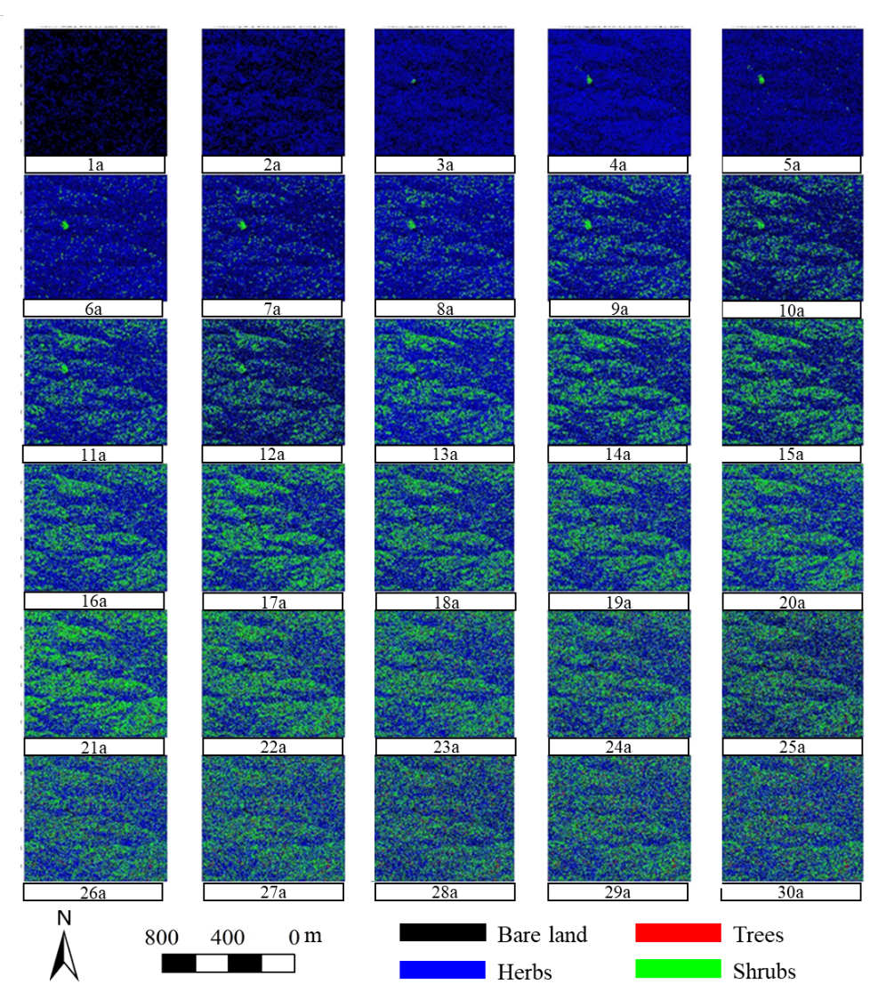 1a 2a 3a 4a 5a
6a 7a 8a 9a 10a
11a 12a 13a 14a 15a
16a 17a 18a 19a 20a
21a 22a 23a 24a 25a
26a 27a 28a 29a 30a
N
800 400 0 m
Bare land Trees
Herbs Shrubs